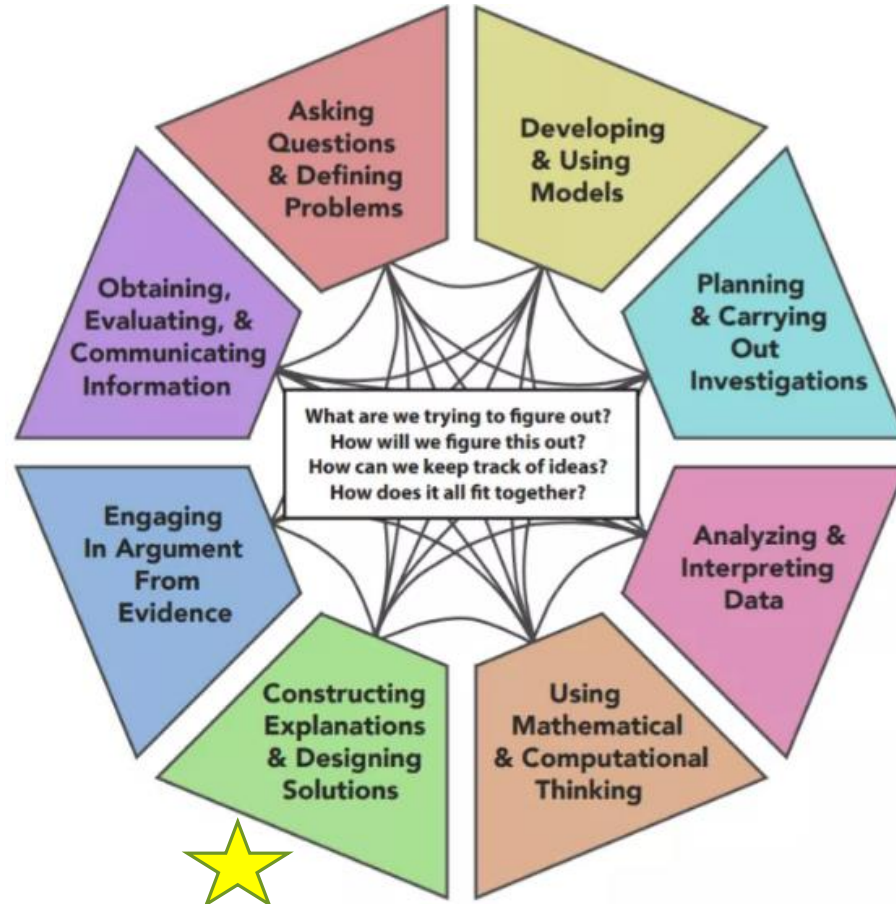 Asking
Questions
& Defining
Problems
Developing
& Using
Models
Planning
& Carrying
Out
Investigations
Analyzing &
Interpreting
Data
Using
Mathematical
& Computational
Thinking
Constructing
Explanations
& Designing
Solutions
Engaging
In Argument
From
Evidence
Obtaining,
Evaluating, &
Communicating
Information
What are we trying to figure out?
How will we figure this out?
How can we keep track of ideas?
How does it all fit together?